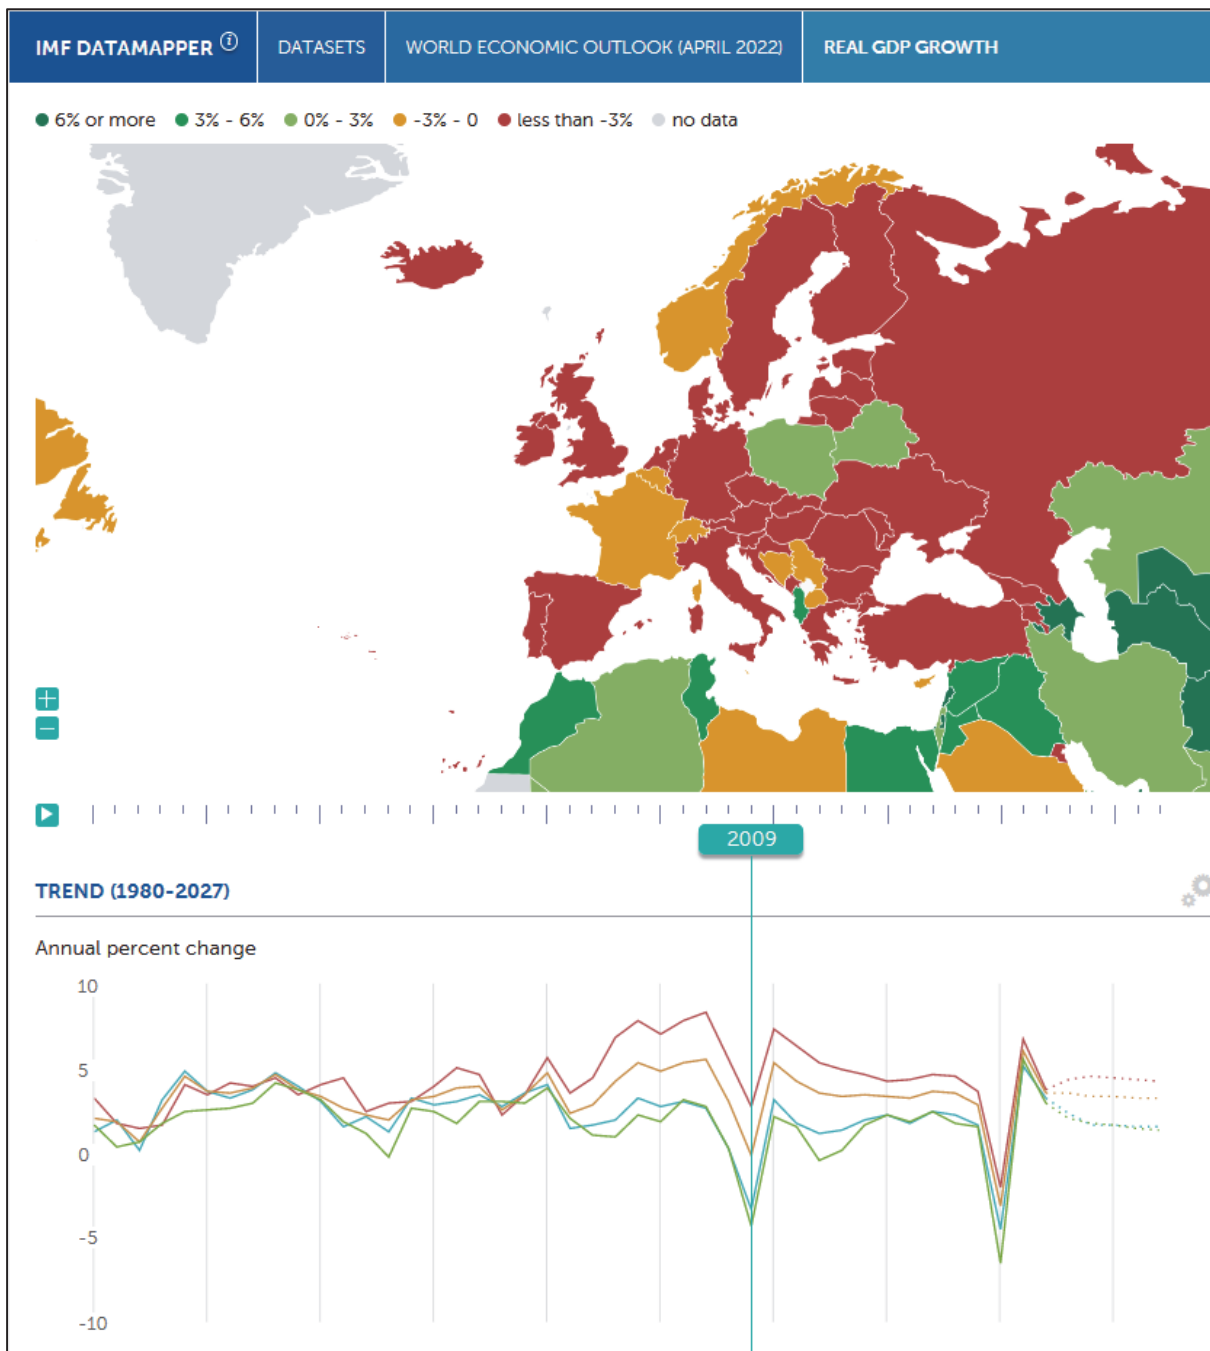 IMF DATAMAPPER i DATASETS WORLD ECONOMIC OUTLOOK (APRIL 2022) REAL GDP GROWTH
6% or more 3% - 6% 0% - 3% -3% - 0 less than -3% no data
+
−
2009
TREND (1980-2027)
Annual percent change
10
5
0
-5
-10